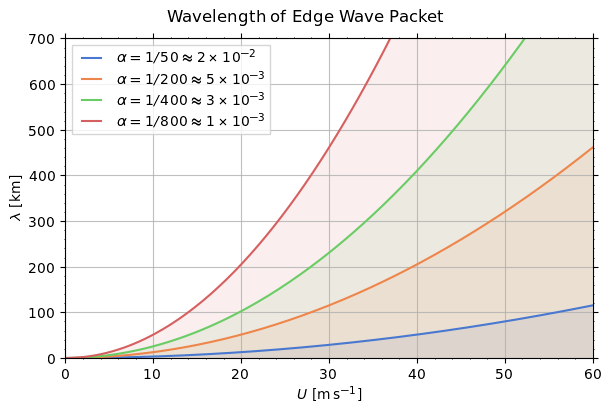 Wavelength of Edge Wave Packet
700
600
500
400
300
200
100
0
λ [km]
α = 1/50 ≈ 2 × 10⁻²
α = 1/200 ≈ 5 × 10⁻³
α = 1/400 ≈ 3 × 10⁻³
α = 1/800 ≈ 1 × 10⁻³
0 10 20 30 40 50 60
U [m s⁻¹]